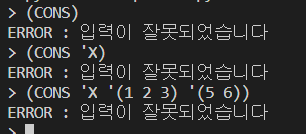 > (CONS)
ERROR : 입력이 잘못되었습니다
> (CONS 'X)
ERROR : 입력이 잘못되었습니다
> (CONS 'X '(1 2 3) '(5 6))
ERROR : 입력이 잘못되었습니다
>